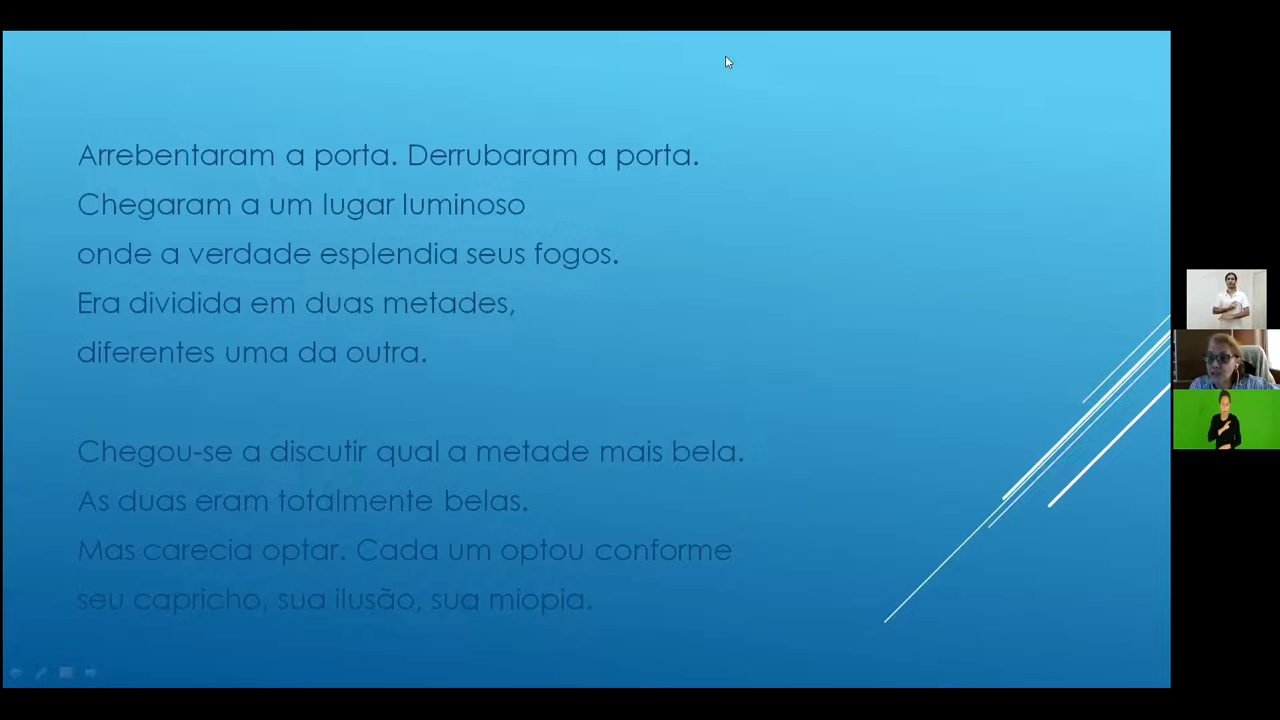 Arrebentaram a porta. Derrubaram a porta.
Chegaram a um lugar luminoso
onde a verdade esplendia seus fogos.
Era dividida em duas metades,
diferentes uma da outra.
Chegou-se a discutir qual a metade mais bela.
As duas eram totalmente belas.
Mas carecia optar. Cada um optou conforme
seu capricho, sua ilusão, sua miopia.